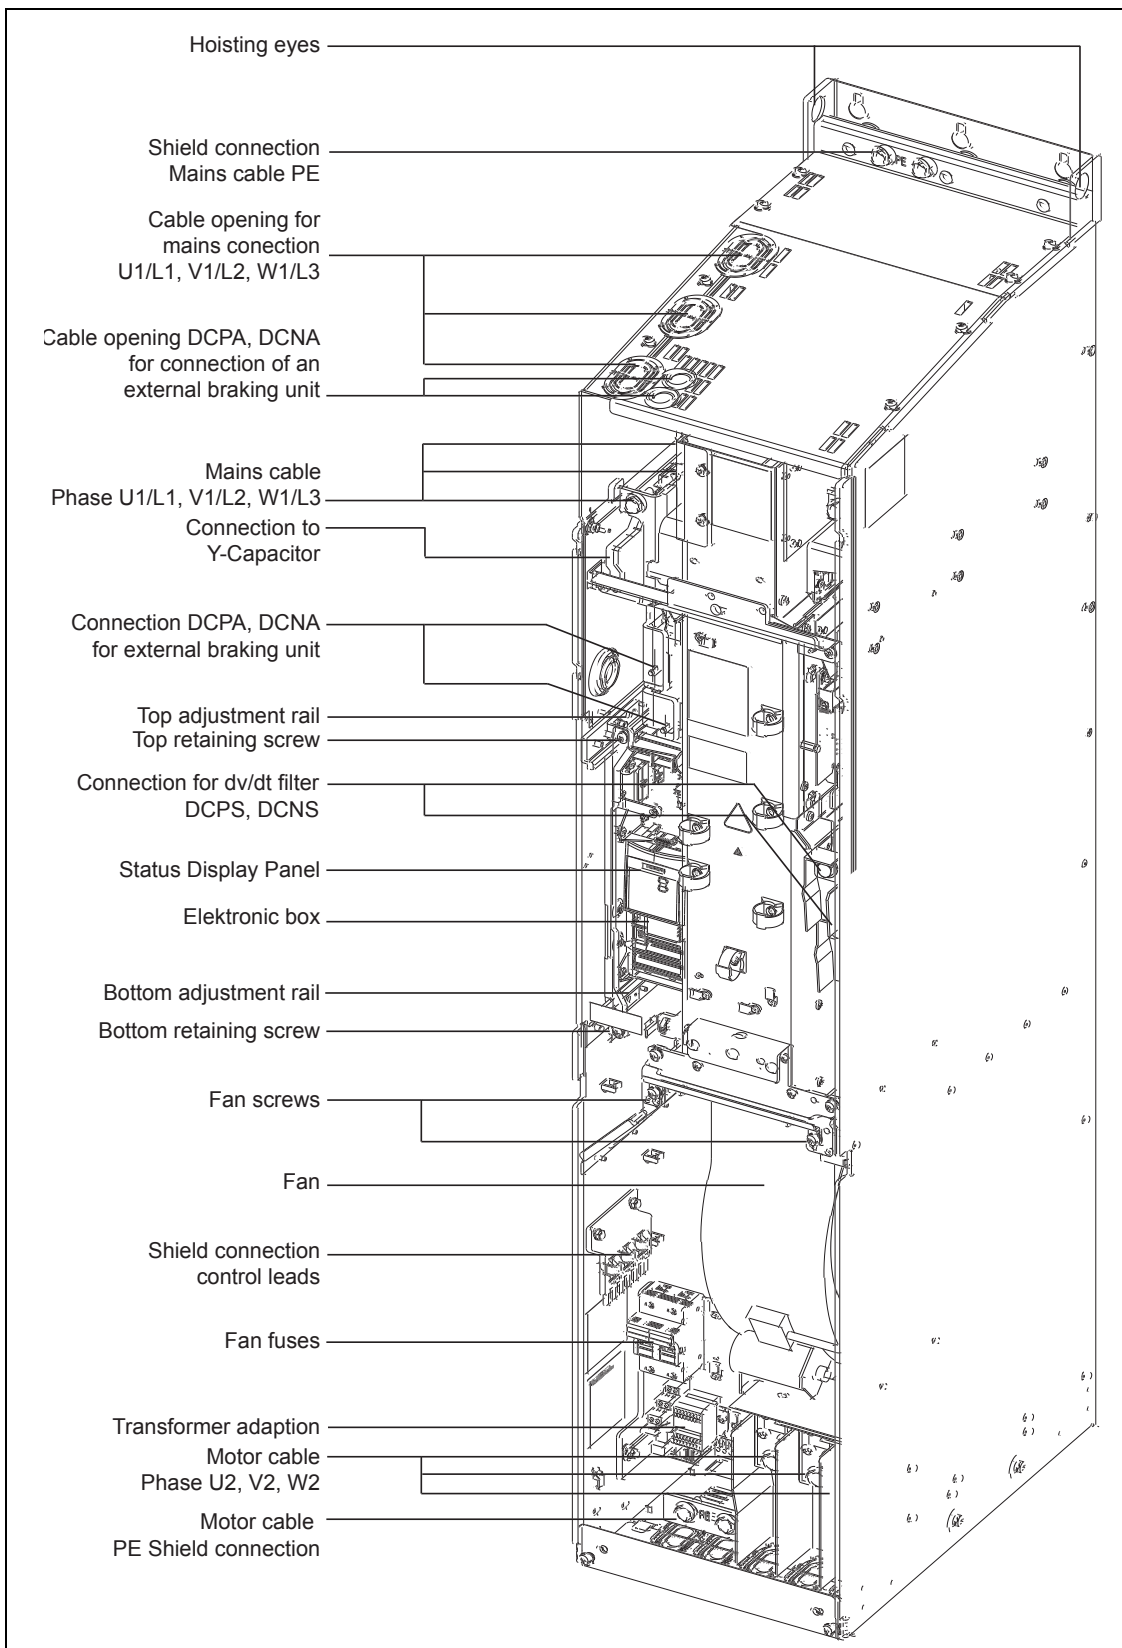 Hoisting eyes
Shield connection
Mains cable PE
PE
Cable opening for
mains conection
U1/L1, V1/L2, W1/L3
Cable opening DCPA, DCNA
for connection of an
external braking unit
Mains cable
Phase U1/L1, V1/L2, W1/L3
Connection to
Y-Capacitor
Connection DCPA, DCNA
for external braking unit
Top adjustment rail
Top retaining screw
Connection for dv/dt filter
DCPS, DCNS
Status Display Panel
Elektronic box
Bottom adjustment rail
Bottom retaining screw
Fan screws
Fan
Shield connection
control leads
Fan fuses
Transformer adaption
Motor cable
Phase U2, V2, W2
Motor cable
PE Shield connection
PE